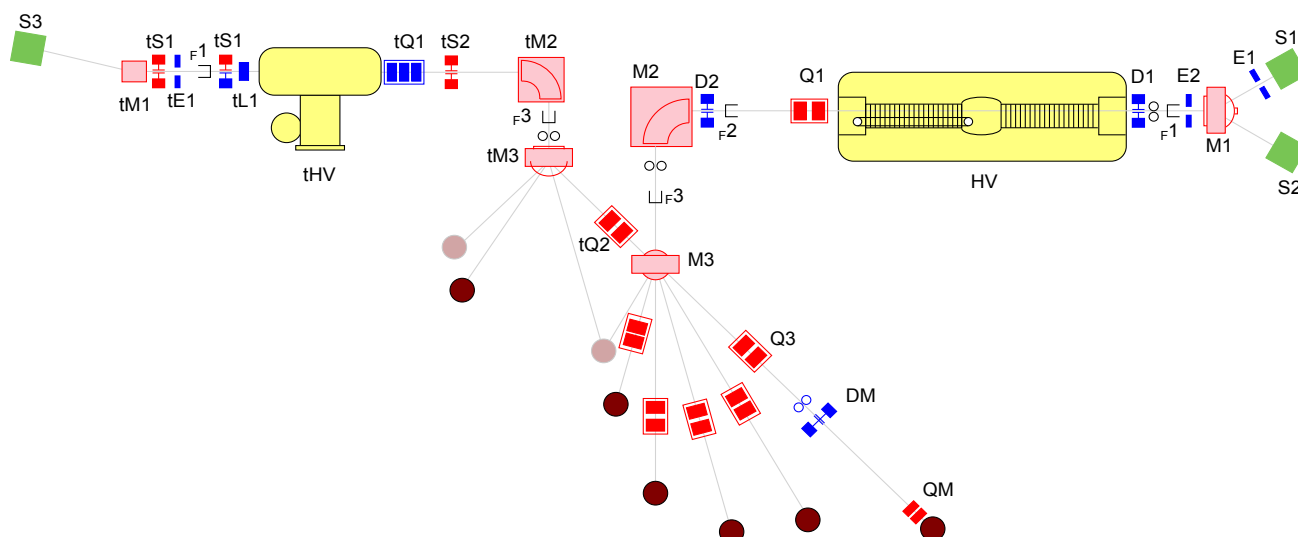 S3
tS1
F1
tS1
tQ1
tS2
tM2
M2
D2
Q1
D1
E2
E1
S1
tM1
tE1
tL1
F3
F2
F1
M1
tM3
tHV
HV
S2
F3
tQ2
M3
Q3
DM
QM